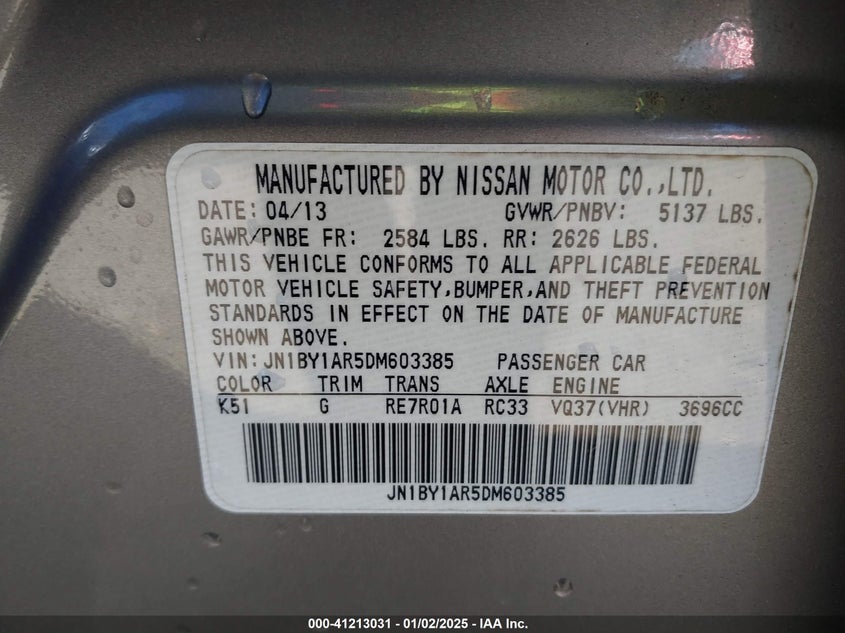 MANUFACTURED BY NISSAN MOTOR CO.,LTD.
DATE: 04/13 GVWR/PNBV: 5137 LBS.
GAWR/PNBE FR: 2584 LBS. RR: 2626 LBS.
THIS VEHICLE CONFORMS TO ALL APPLICABLE FEDERAL
MOTOR VEHICLE SAFETY,BUMPER,AND THEFT PREVENTION
STANDARDS IN EFFECT ON THE DATE OF MANUFACTURE
SHOWN ABOVE.
VIN:JN1BY1AR5DM603385 PASSENGER CAR
COLOR TRIM TRANS AXLE ENGINE
K51 G RE7R01A RC33 VQ37(VHR) 3696CC
JN1BY1AR5DM603385
000-41213031 - 01/02/2025 - IAA Inc.